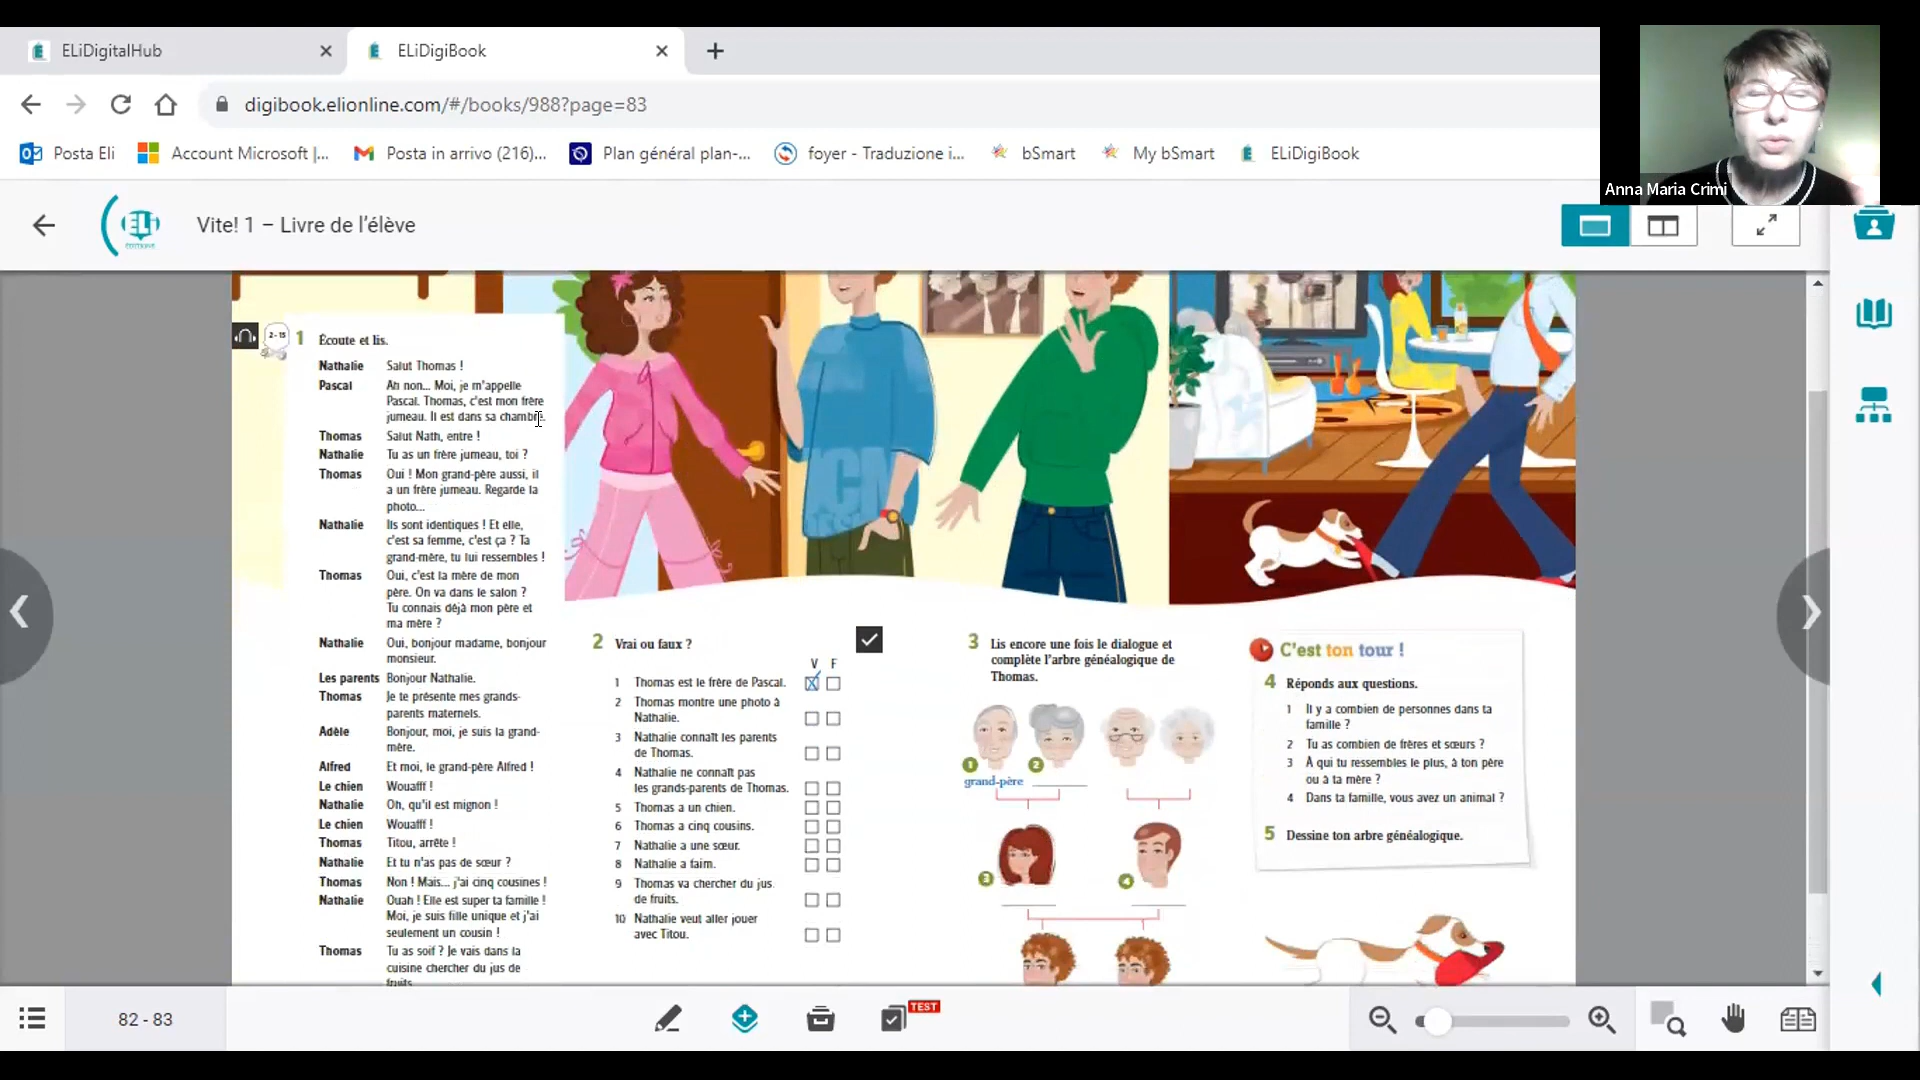 ELiDigitalHub
ELiDigiBook
digibook.elionline.com/#/books/988?page=83
Posta Eli
Account Microsoft |...
Posta in arrivo (216)...
Plan général plan-...
foyer - Traduzione i...
bSmart
My bSmart
ELiDigiBook
Anna Maria Crimi
ELi
ÉDITIONS
Vite! 1 – Livre de l'élève
2 - 15
1 Écoute et lis.
Nathalie Salut Thomas !
Pascal Ah non... Moi, je m'appelle
Pascal. Thomas, c'est mon frère
jumeau. Il est dans sa chambre.
Thomas Salut Nath, entre !
Nathalie Tu as un frère jumeau, toi ?
Thomas Oui ! Mon grand-père aussi, il
a un frère jumeau. Regarde la
photo...
Nathalie Ils sont identiques ! Et elle,
c'est sa femme, c'est ça ? Ta
grand-mère, tu lui ressembles !
Thomas Oui, c'est la mère de mon
père. On va dans le salon ?
Tu connais déjà mon père et
ma mère ?
Nathalie Oui, bonjour madame, bonjour
monsieur.
Les parents Bonjour Nathalie.
Thomas Je te présente mes grands-
parents maternels.
Adèle Bonjour, moi, je suis la grand-
mère.
Alfred Et moi, le grand-père Alfred !
Le chien Wouafff !
Nathalie Oh, qu'il est mignon !
Le chien Wouafff !
Thomas Titou, arrête !
Nathalie Et tu n'as pas de sœur ?
Thomas Non ! Mais... j'ai cinq cousines !
Nathalie Ouah ! Elle est super ta famille !
Moi, je suis fille unique et j'ai
seulement un cousin !
Thomas Tu as soif ? Je vais dans la
cuisine chercher du jus de
fruits
2 Vrai ou faux ?
V F
1 Thomas est le frère de Pascal.
2 Thomas montre une photo à
Nathalie.
3 Nathalie connaît les parents
de Thomas.
4 Nathalie ne connaît pas
les grands-parents de Thomas.
5 Thomas a un chien.
6 Thomas a cinq cousins.
7 Nathalie a une sœur.
8 Nathalie a faim.
9 Thomas va chercher du jus
de fruits.
10 Nathalie veut aller jouer
avec Titou.
3 Lis encore une fois le dialogue et
complète l'arbre généalogique de
Thomas.
1
2
grand-père
3
4
C'est ton tour !
4 Réponds aux questions.
1 Il y a combien de personnes dans ta
famille ?
2 Tu as combien de frères et sœurs ?
3 À qui tu ressembles le plus, à ton père
ou à ta mère ?
4 Dans ta famille, vous avez un animal ?
5 Dessine ton arbre généalogique.
82 - 83
TEST